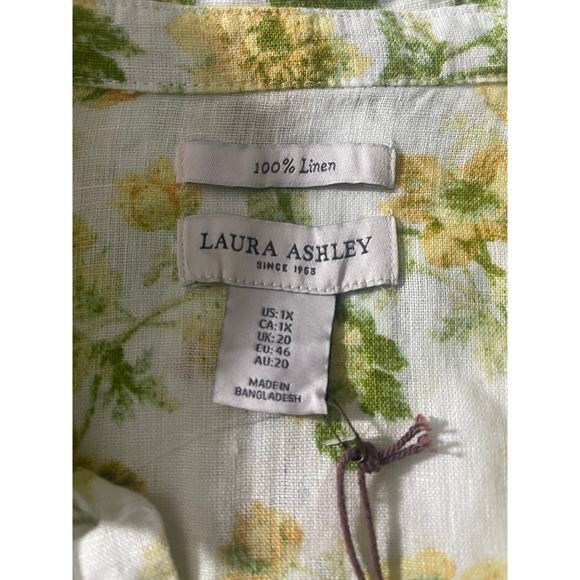 100% Linen
LAURA ASHLEY
SINCE 1953
US: 1X
CA: 1X
UK: 20
EU: 46
AU: 20
MADE IN
BANGLADESH